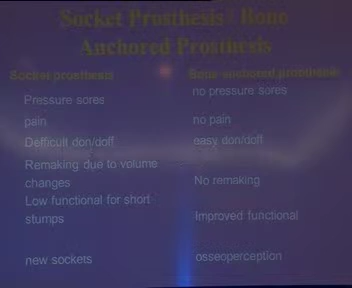 Socket Prosthesis/ Bone
Anchored Prosthesis
Socket prosthesis
Bone anchored prosthesis
Pressure sores
no pressure sores
pain
no pain
Defficult don/doff
easy don/doff
Remaking due to volume
changes
No remaking
Low functional for short
stumps
Improved functional
new sockets
osseoperception